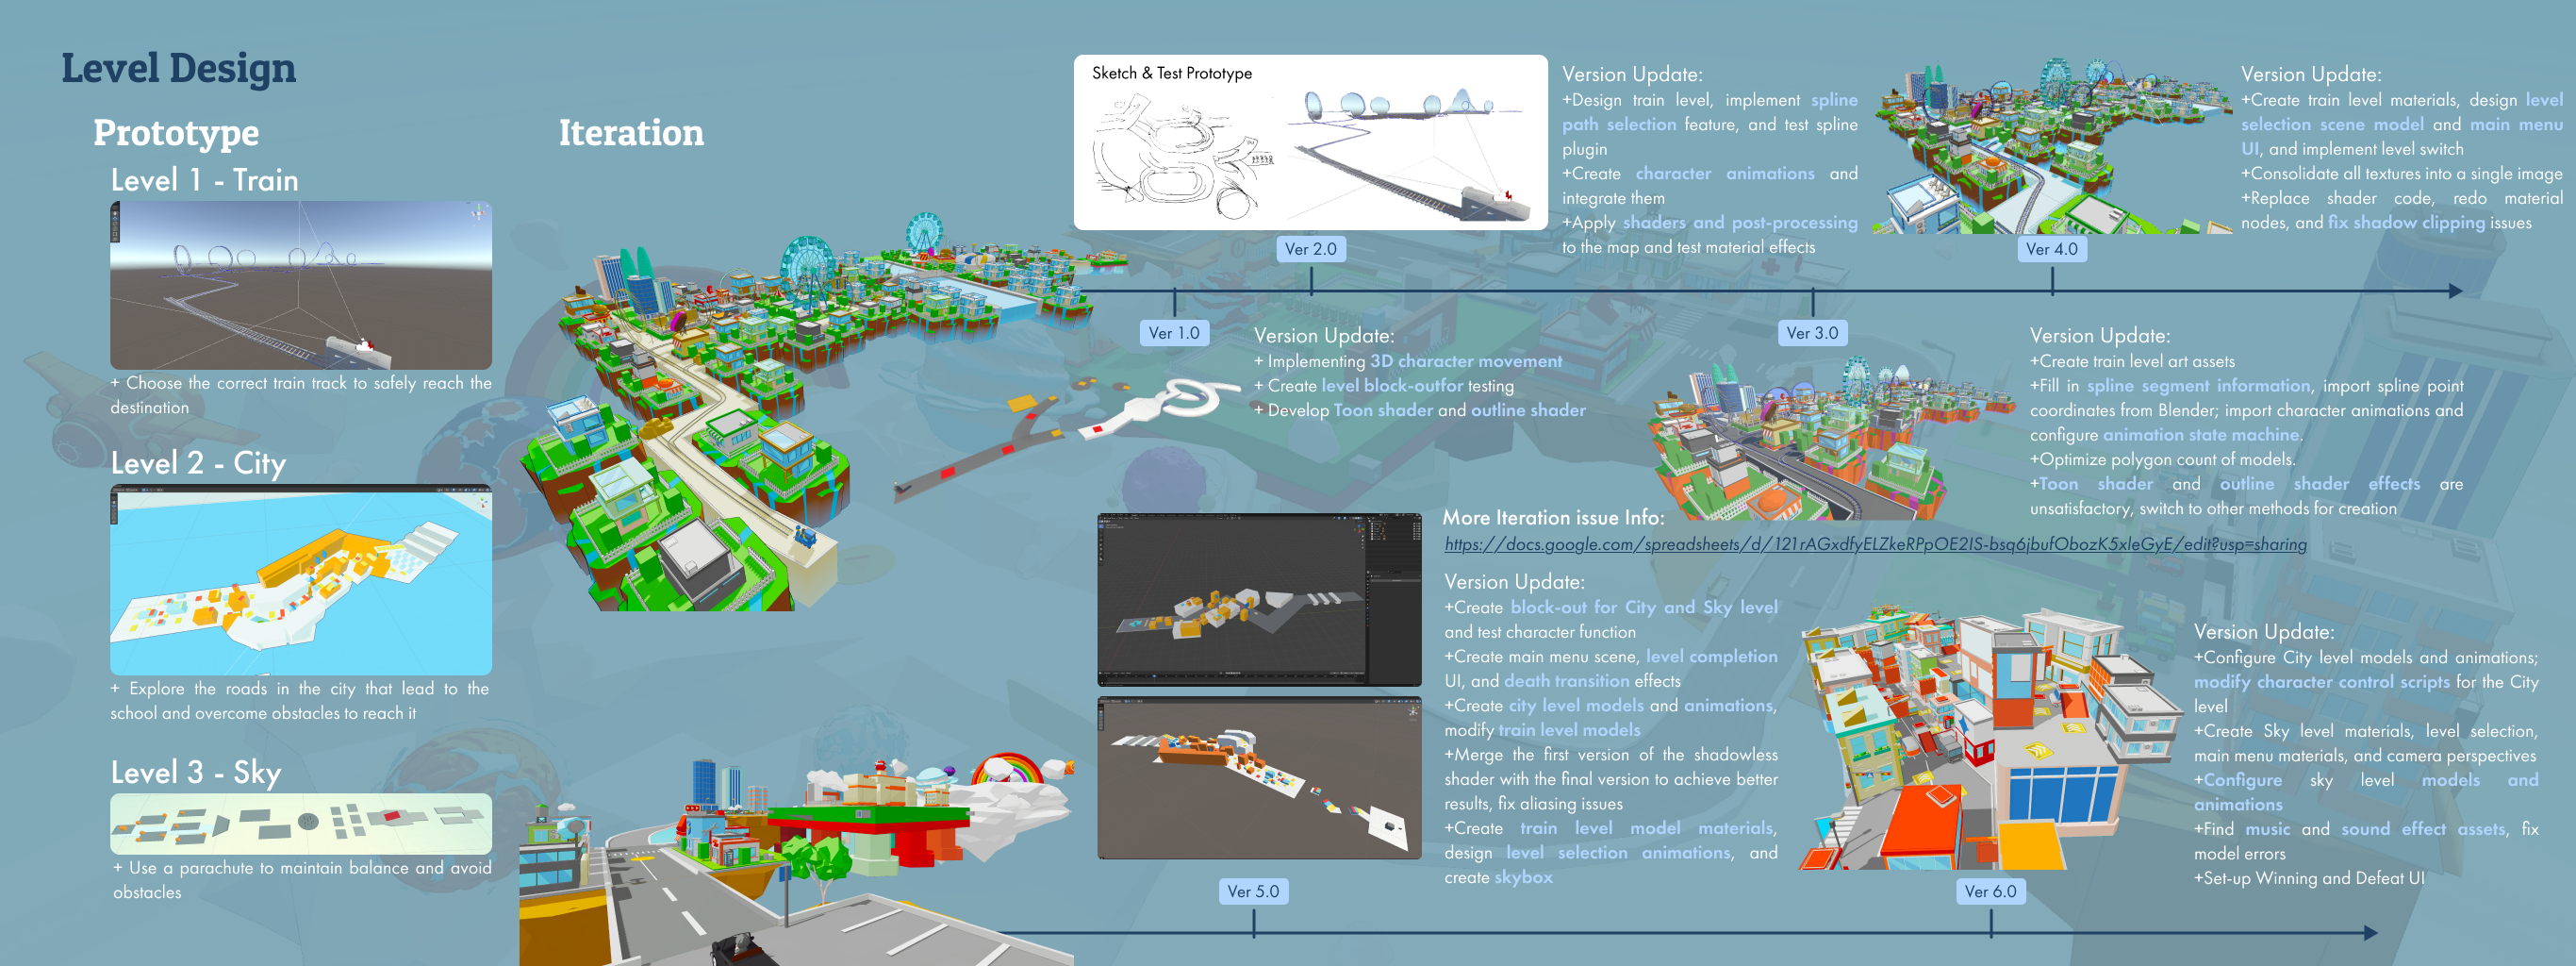 Level Design
Prototype
Level 1 - Train
+ Choose the correct train track to safely reach the
destination
Level 2 - City
+ Explore the roads in the city that lead to the
school and overcome obstacles to reach it
Level 3 - Sky
+ Use a parachute to maintain balance and avoid
obstacles
Iteration
Sketch & Test Prototype
Ver 1.0
Version Update:
+ Implementing 3D character movement
+ Create level block-outfor testing
+ Develop Toon shader and outline shader
Ver 2.0
Version Update:
+Design train level, implement spline
path selection feature, and test spline
plugin
+Create character animations and
integrate them
+Apply shaders and post-processing
to the map and test material effects
Ver 3.0
Version Update:
+Create train level art assets
+Fill in spline segment information, import spline point
coordinates from Blender; import character animations and
configure animation state machine.
+Optimize polygon count of models.
+Toon shader and outline shader effects are
unsatisfactory, switch to other methods for creation
Ver 4.0
Version Update:
+Create train level materials, design level
selection scene model and main menu
UI, and implement level switch
+Consolidate all textures into a single image
+Replace shader code, redo material
nodes, and fix shadow clipping issues
More Iteration issue Info:
https://docs.google.com/spreadsheets/d/121rAGxdfyELZkeRPpOE2IS-bsq6jbufObozK5xleGyE/edit?usp=sharing
Ver 5.0
Version Update:
+Create block-out for City and Sky level
and test character function
+Create main menu scene, level completion
UI, and death transition effects
+Create city level models and animations,
modify train level models
+Merge the first version of the shadowless
shader with the final version to achieve better
results, fix aliasing issues
+Create train level model materials,
design level selection animations, and
create skybox
Ver 6.0
Version Update:
+Configure City level models and animations;
modify character control scripts for the City
level
+Create Sky level materials, level selection,
main menu materials, and camera perspectives
+Configure sky level models and
animations
+Find music and sound effect assets, fix
model errors
+Set-up Winning and Defeat UI